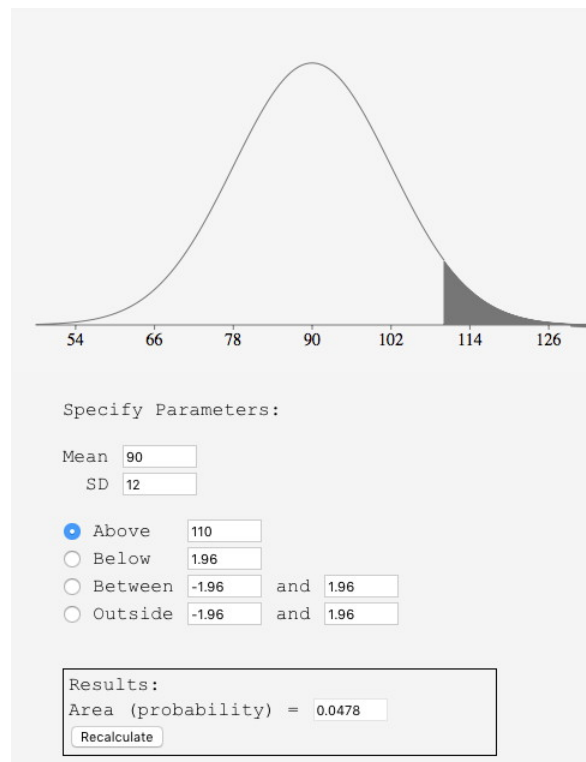 54 66 78 90 102 114 126
Specify Parameters:
Mean 90
SD 12
Above 110
Below 1.96
Between -1.96 and 1.96
Outside -1.96 and 1.96
Results:
Area (probability) = 0.0478
Recalculate